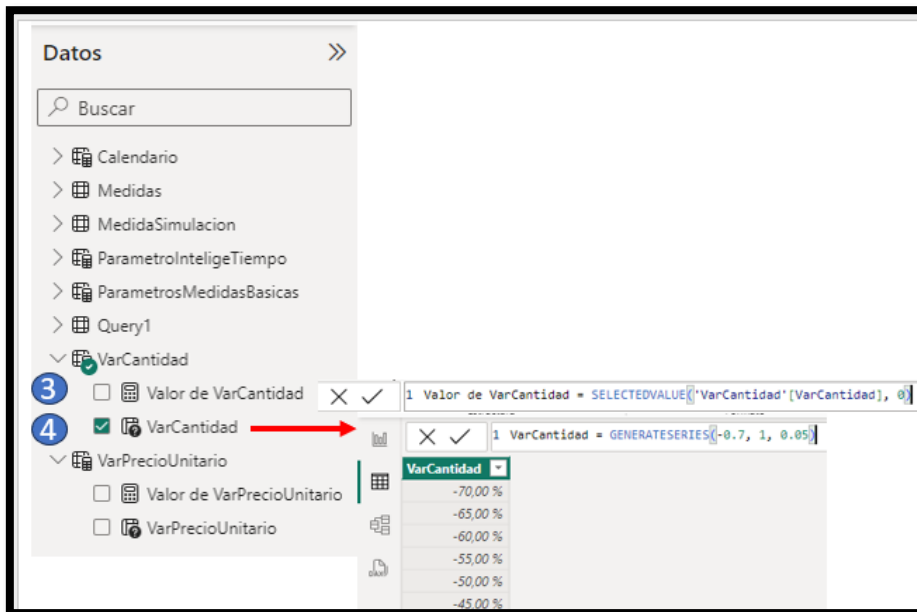 Datos
Buscar
Calendario
Medidas
MedidaSimulacion
ParametroInteligeTiempo
ParametrosMedidasBasicas
Query1
VarCantidad
3 Valor de VarCantidad
1 Valor de VarCantidad = SELECTEDVALUE('VarCantidad'[VarCantidad], 0)
4 VarCantidad
1 VarCantidad = GENERATESERIES(-0.7, 1, 0.05)
VarPrecioUnitario
Valor de VarPrecioUnitario
VarPrecioUnitario
VarCantidad
-70,00 %
-65,00 %
-60,00 %
-55,00 %
-50,00 %
-45,00 %